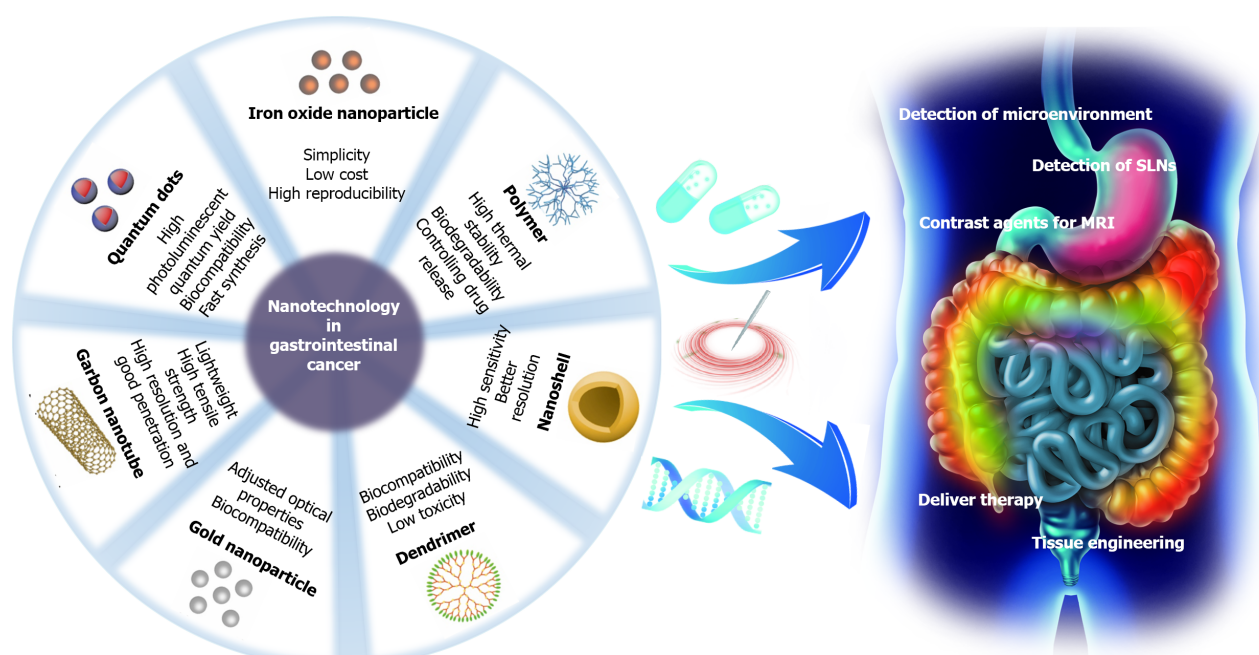 Iron oxide nanoparticle
Simplicity
Low cost
High reproducibility
Polymer
High thermal
stability
Biodegradability
Controlling drug
release
Nanoshell
High sensitivity
Better
resolution
Dendrimer
Biocompatibility
Biodegradability
Low toxicity
Gold nanoparticle
Adjusted optical
properties
Biocompatibility
Garbon nanotube
Lightweight
High tensile
strength
High resolution and
good penetration
Quantum dots
High
photoluminescent
quantum yield
Biocompatibility
Fast synthesis
Nanotechnology
in
gastrointestinal
cancer
Detection of microenvironment
Detection of SLNs
Contrast agents for MRI
Deliver therapy
Tissue engineering